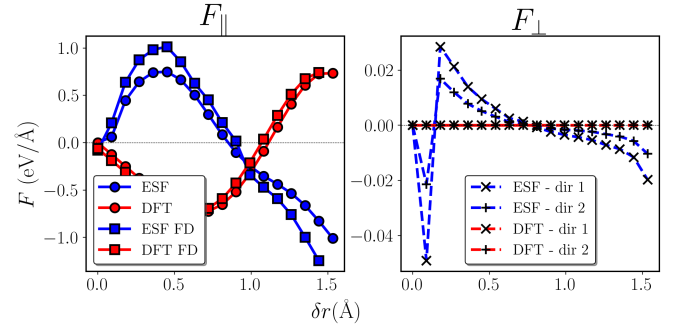 F∥
F⊥
F (eV/Å)
1.0
0.5
0.0
−0.5
−1.0
ESF
DFT
ESF FD
DFT FD
0.0 0.5 1.0 1.5
0.02
0.00
−0.02
−0.04
ESF - dir 1
ESF - dir 2
DFT - dir 1
DFT - dir 2
0.0 0.5 1.0 1.5
δr(Å)